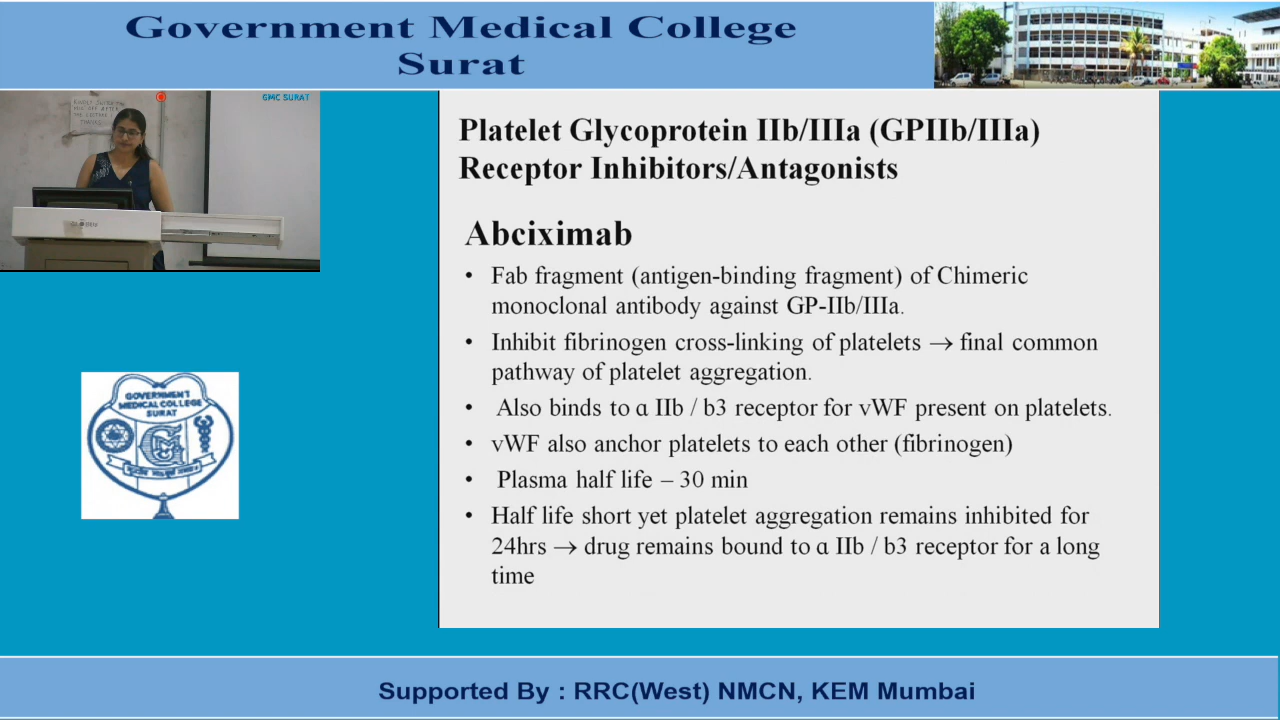 Government Medical College
Surat
GMC SURAT
Platelet Glycoprotein IIb/IIIa (GPIIb/IIIa)
Receptor Inhibitors/Antagonists
Abciximab
• Fab fragment (antigen-binding fragment) of Chimeric
monoclonal antibody against GP-IIb/IIIa.
• Inhibit fibrinogen cross-linking of platelets → final common
pathway of platelet aggregation.
• Also binds to α IIb / b3 receptor for vWF present on platelets.
• vWF also anchor platelets to each other (fibrinogen)
• Plasma half life – 30 min
• Half life short yet platelet aggregation remains inhibited for
24hrs → drug remains bound to α IIb / b3 receptor for a long
time
GOVERNMENT
MEDICAL COLLEGE
SURAT
Supported By : RRC(West) NMCN, KEM Mumbai